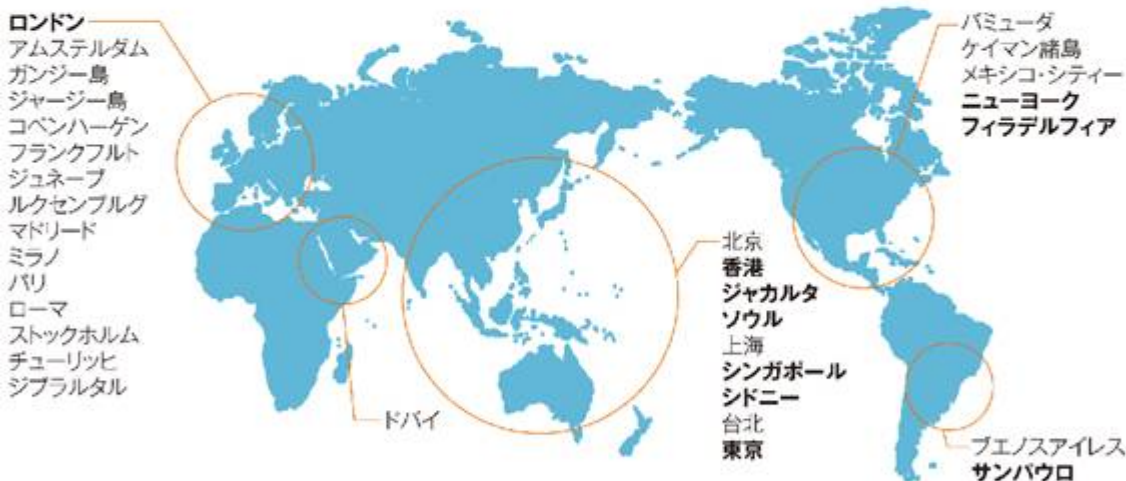 ロンドン
アムステルダム
ガンジー島
ジャージー島
コペンハーゲン
フランクフルト
ジュネーブ
ルクセンブルグ
マドリード
ミラノ
パリ
ローマ
ストックホルム
チューリッヒ
ジブラルタル
ドバイ
北京
香港
ジャカルタ
ソウル
上海
シンガポール
シドニー
台北
東京
バミューダ
ケイマン諸島
メキシコ・シティー
ニューヨーク
フィラデルフィア
ブエノスアイレス
サンパウロ